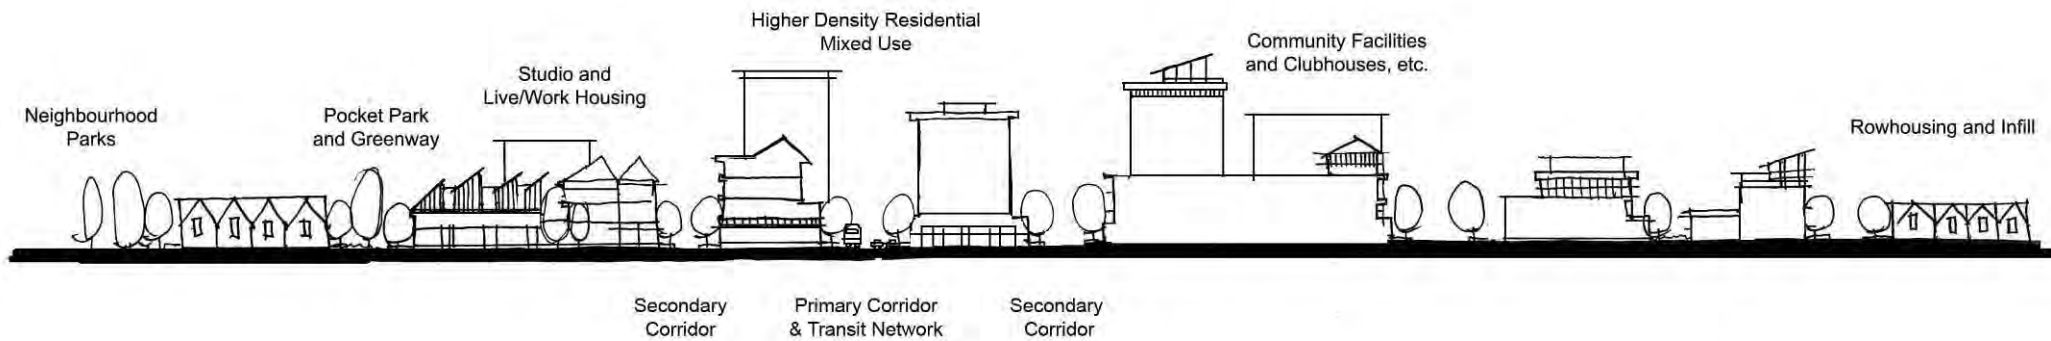 Higher Density Residential
Mixed Use
Community Facilities
and Clubhouses, etc.
Studio and
Live/Work Housing
Neighbourhood
Parks
Pocket Park
and Greenway
Rowhousing and Infill
Secondary
Corridor
Primary Corridor
& Transit Network
Secondary
Corridor